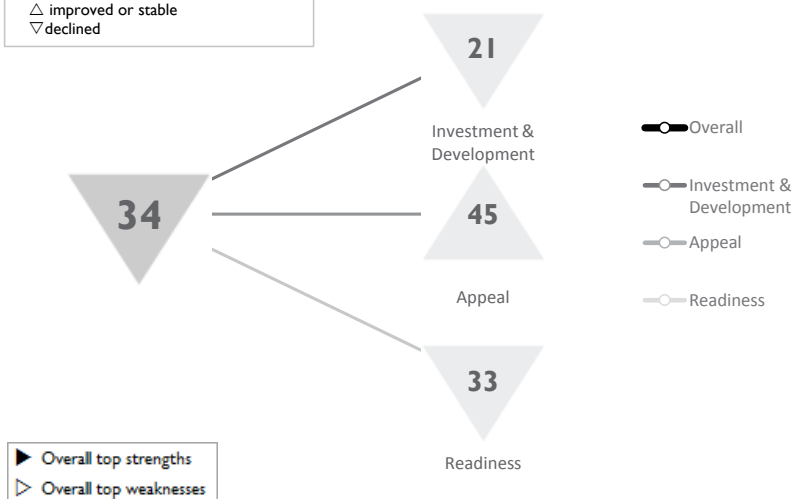 △ improved or stable
▽ declined
21
Investment &
Development
34
45
Appeal
33
Readiness
Overall
Investment &
Development
Appeal
Readiness
▶ Overall top strengths
▷ Overall top weaknesses